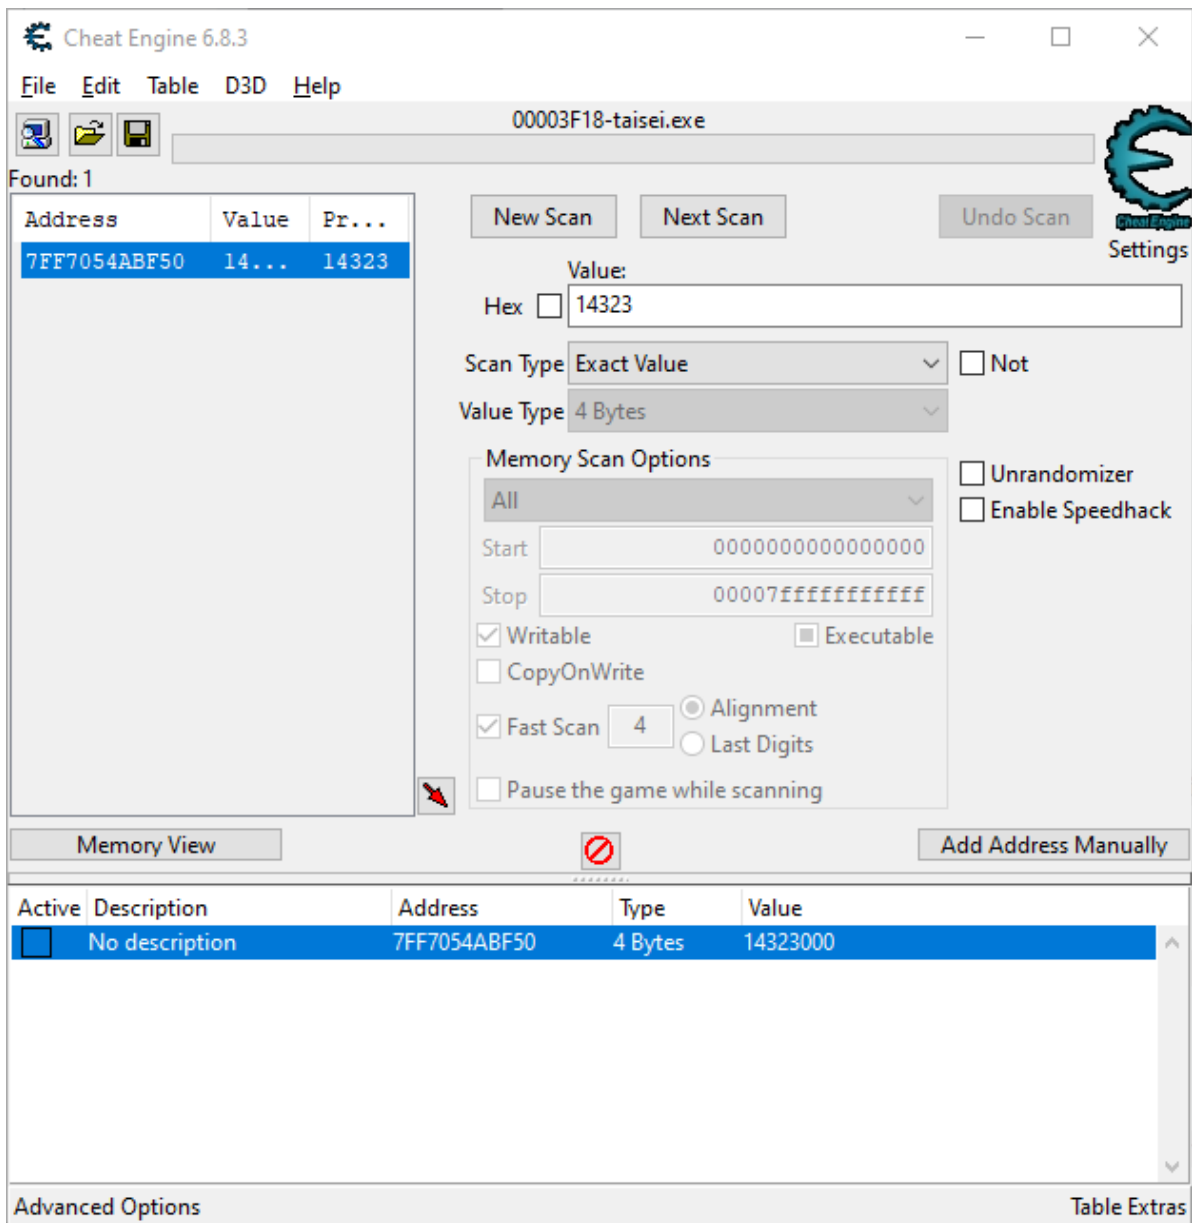 Cheat Engine 6.8.3
File Edit Table D3D Help
00003F18-taisei.exe
Found: 1
Address Value Pr...
7FF7054ABF50 14... 14323
New Scan Next Scan Undo Scan
Cheat Engine
Settings
Value:
Hex 14323
Scan Type Exact Value Not
Value Type 4 Bytes
Memory Scan Options
All
Unrandomizer
Enable Speedhack
Start 0000000000000000
Stop 00007fffffffffff
Writable Executable
CopyOnWrite
Fast Scan 4 Alignment
Last Digits
Pause the game while scanning
Memory View Add Address Manually
Active Description Address Type Value
No description 7FF7054ABF50 4 Bytes 14323000
Advanced Options Table Extras